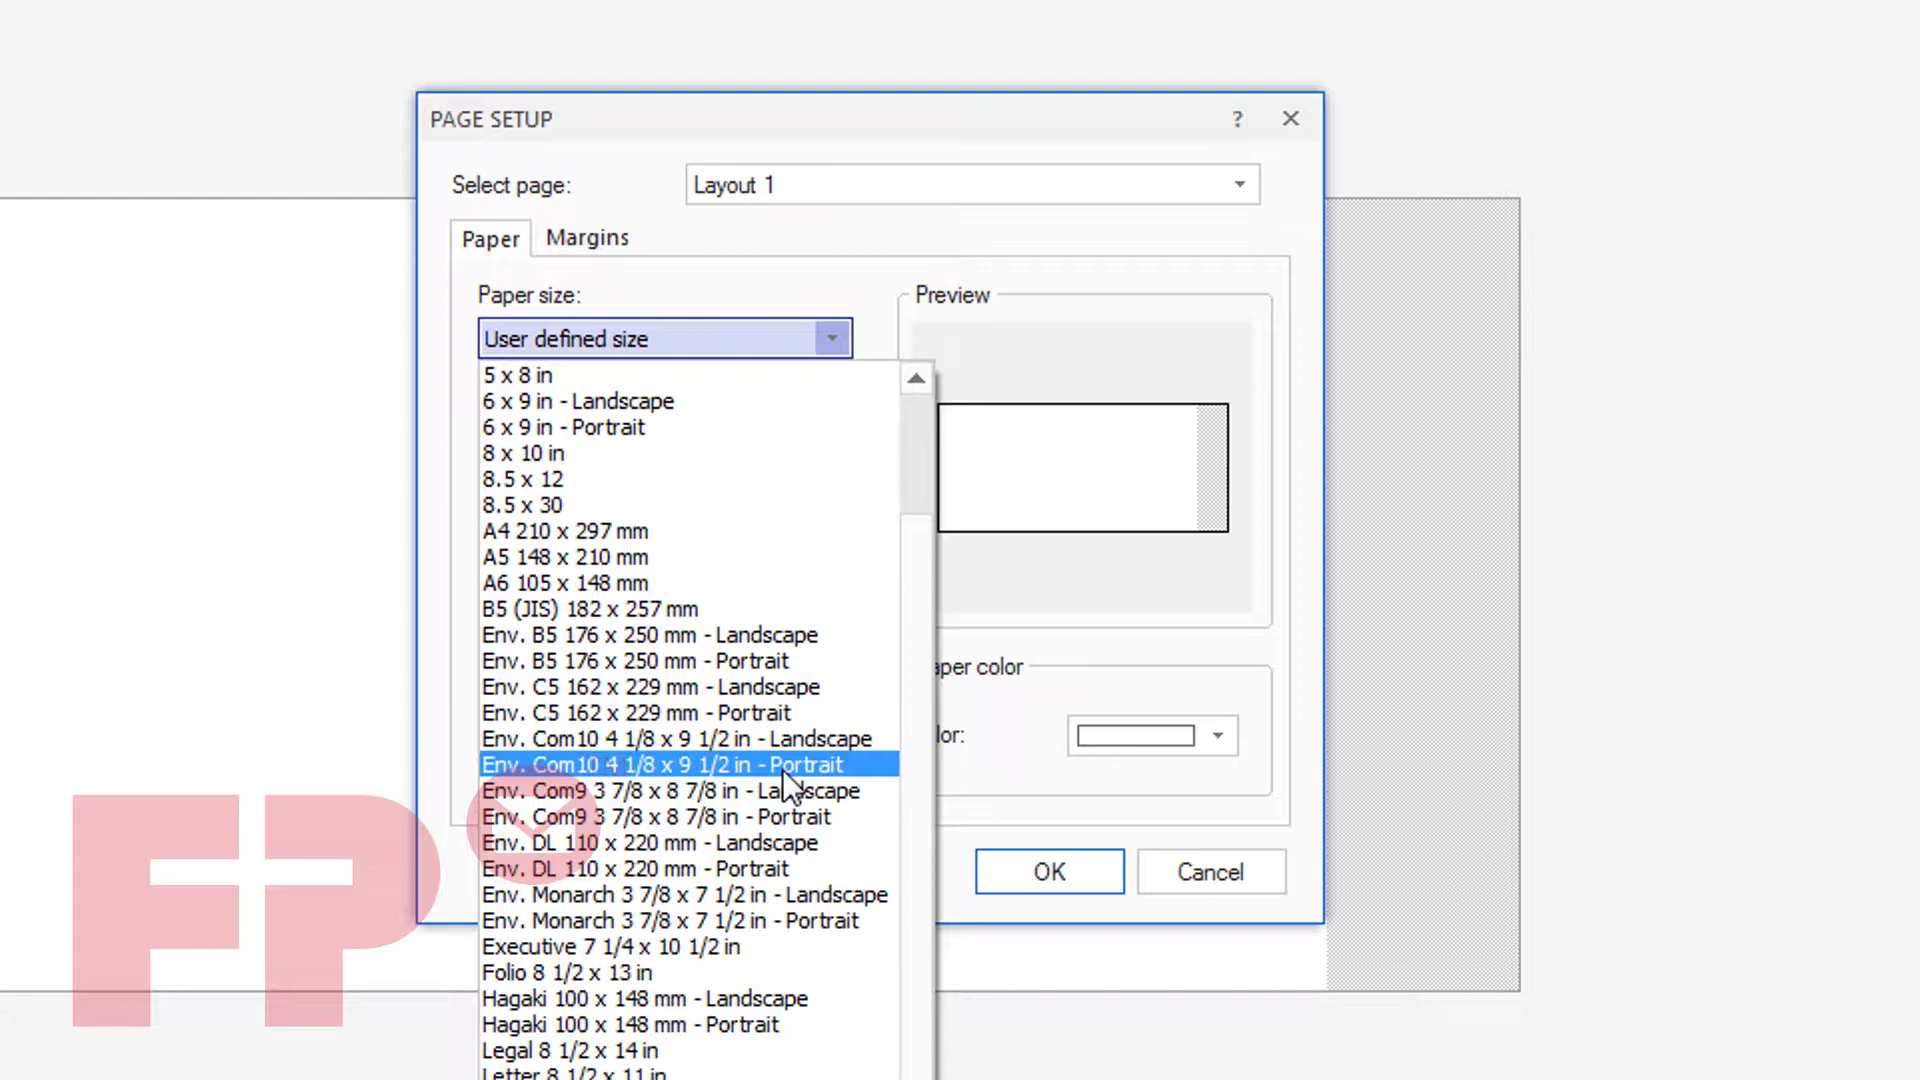 PAGE SETUP ?
Select page: Layout 1
Paper Margins
Paper size:
Preview
User defined size
5 x 8 in
6 x 9 in - Landscape
6 x 9 in - Portrait
8 x 10 in
8.5 x 12
8.5 x 30
A4 210 x 297 mm
A5 148 x 210 mm
A6 105 x 148 mm
B5 (JIS) 182 x 257 mm
Env. B5 176 x 250 mm - Landscape
Env. B5 176 x 250 mm - Portrait
Env. C5 162 x 229 mm - Landscape
Env. C5 162 x 229 mm - Portrait
Env. Com10 4 1/8 x 9 1/2 in - Landscape
Env. Com10 4 1/8 x 9 1/2 in - Portrait
Env. Com9 3 7/8 x 8 7/8 in - Landscape
Env. Com9 3 7/8 x 8 7/8 in - Portrait
Env. DL 110 x 220 mm - Landscape
Env. DL 110 x 220 mm - Portrait
Env. Monarch 3 7/8 x 7 1/2 in - Landscape
Env. Monarch 3 7/8 x 7 1/2 in - Portrait
Executive 7 1/4 x 10 1/2 in
Folio 8 1/2 x 13 in
Hagaki 100 x 148 mm - Landscape
Hagaki 100 x 148 mm - Portrait
Legal 8 1/2 x 14 in
Letter 8 1/2 x 11 in
aper color
lor:
OK Cancel
FP